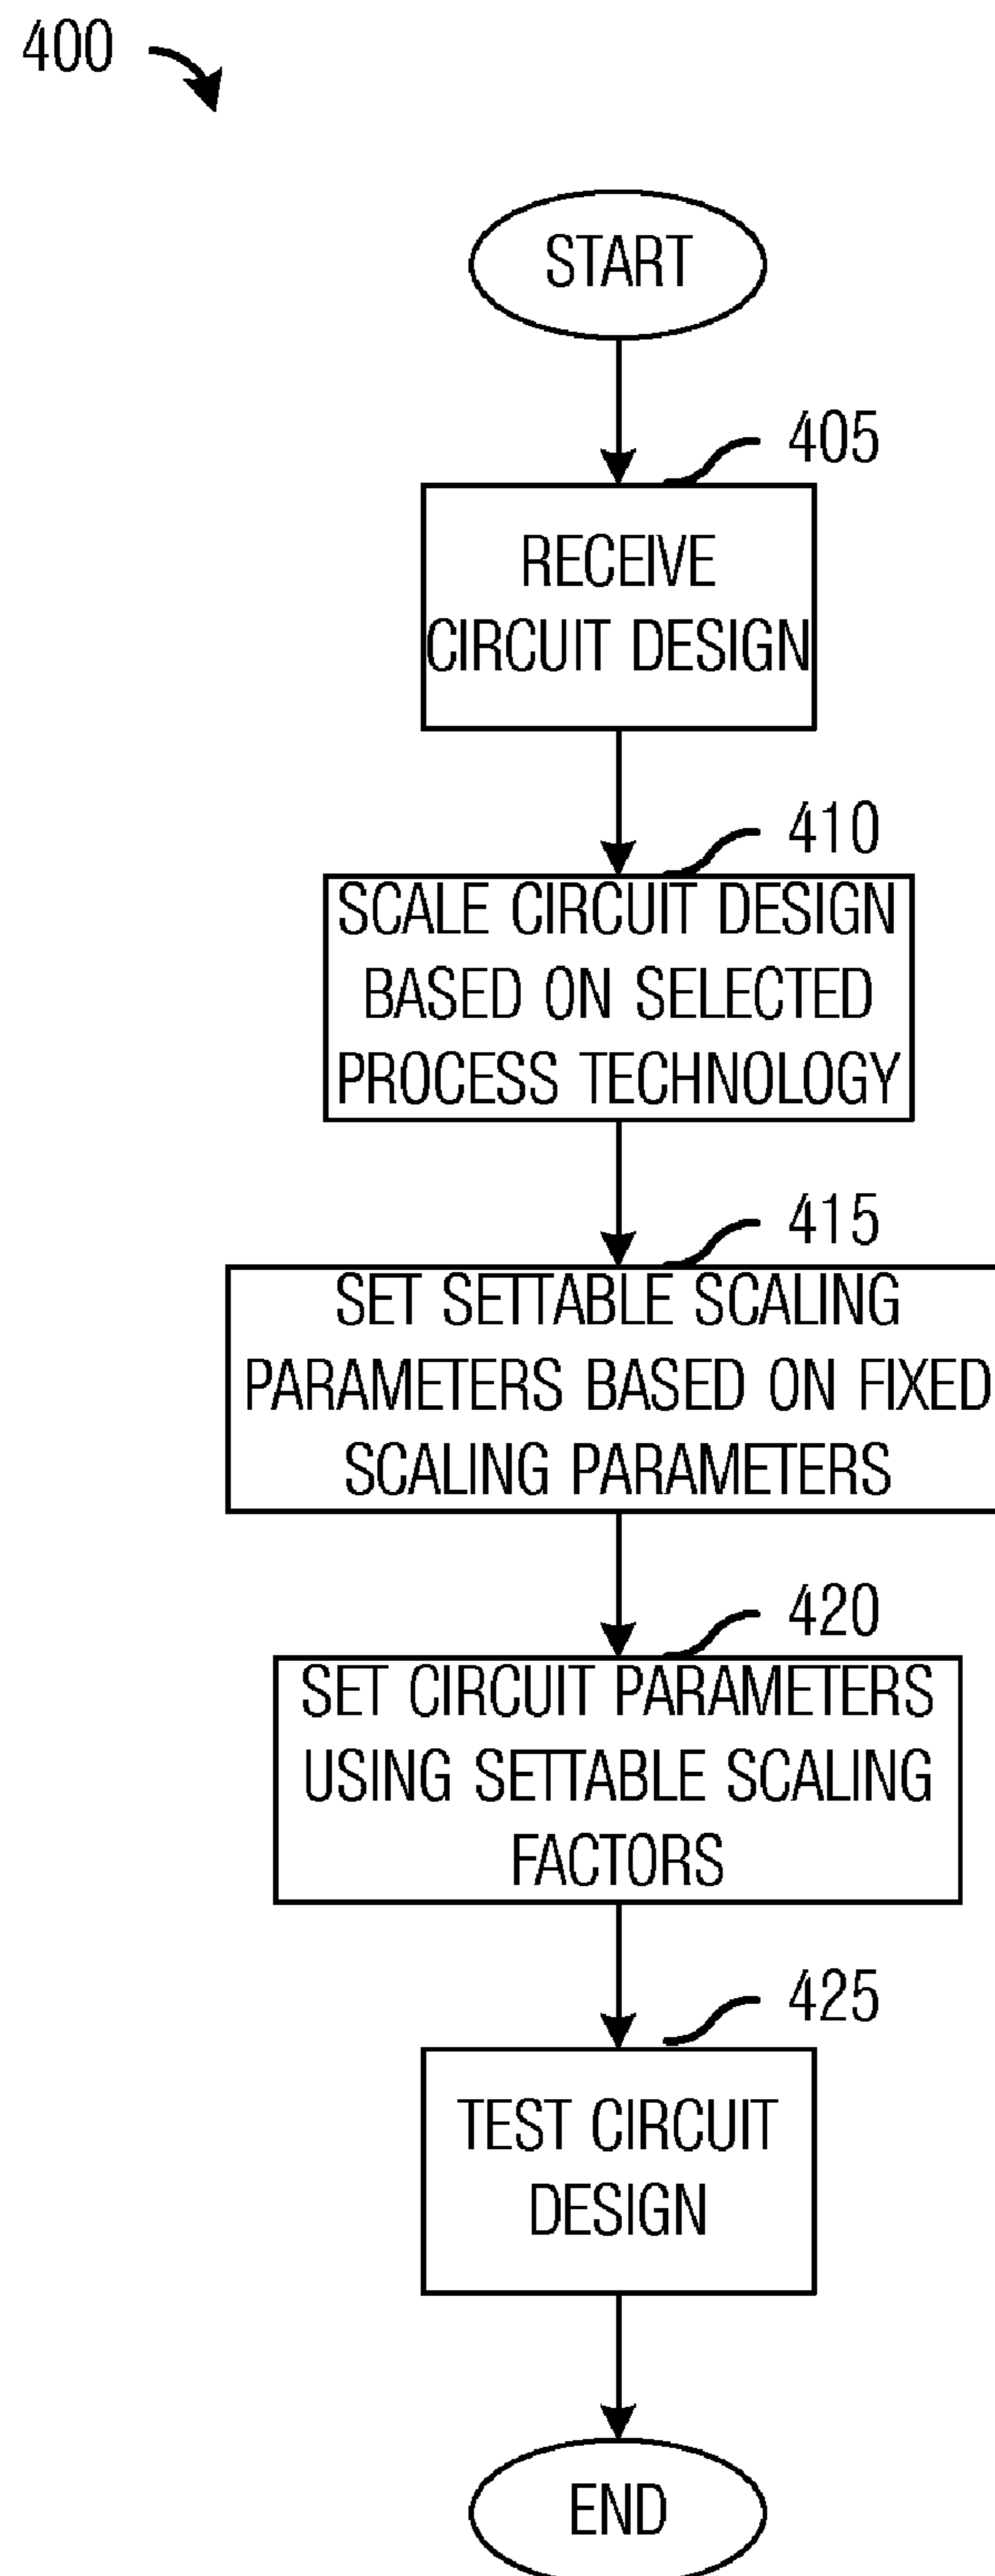 400
START
405
RECEIVE
CIRCUIT DESIGN
410
SCALE CIRCUIT DESIGN
BASED ON SELECTED
PROCESS TECHNOLOGY
415
SET SETTABLE SCALING
PARAMETERS BASED ON FIXED
SCALING PARAMETERS
420
SET CIRCUIT PARAMETERS
USING SETTABLE SCALING
FACTORS
425
TEST CIRCUIT
DESIGN
END